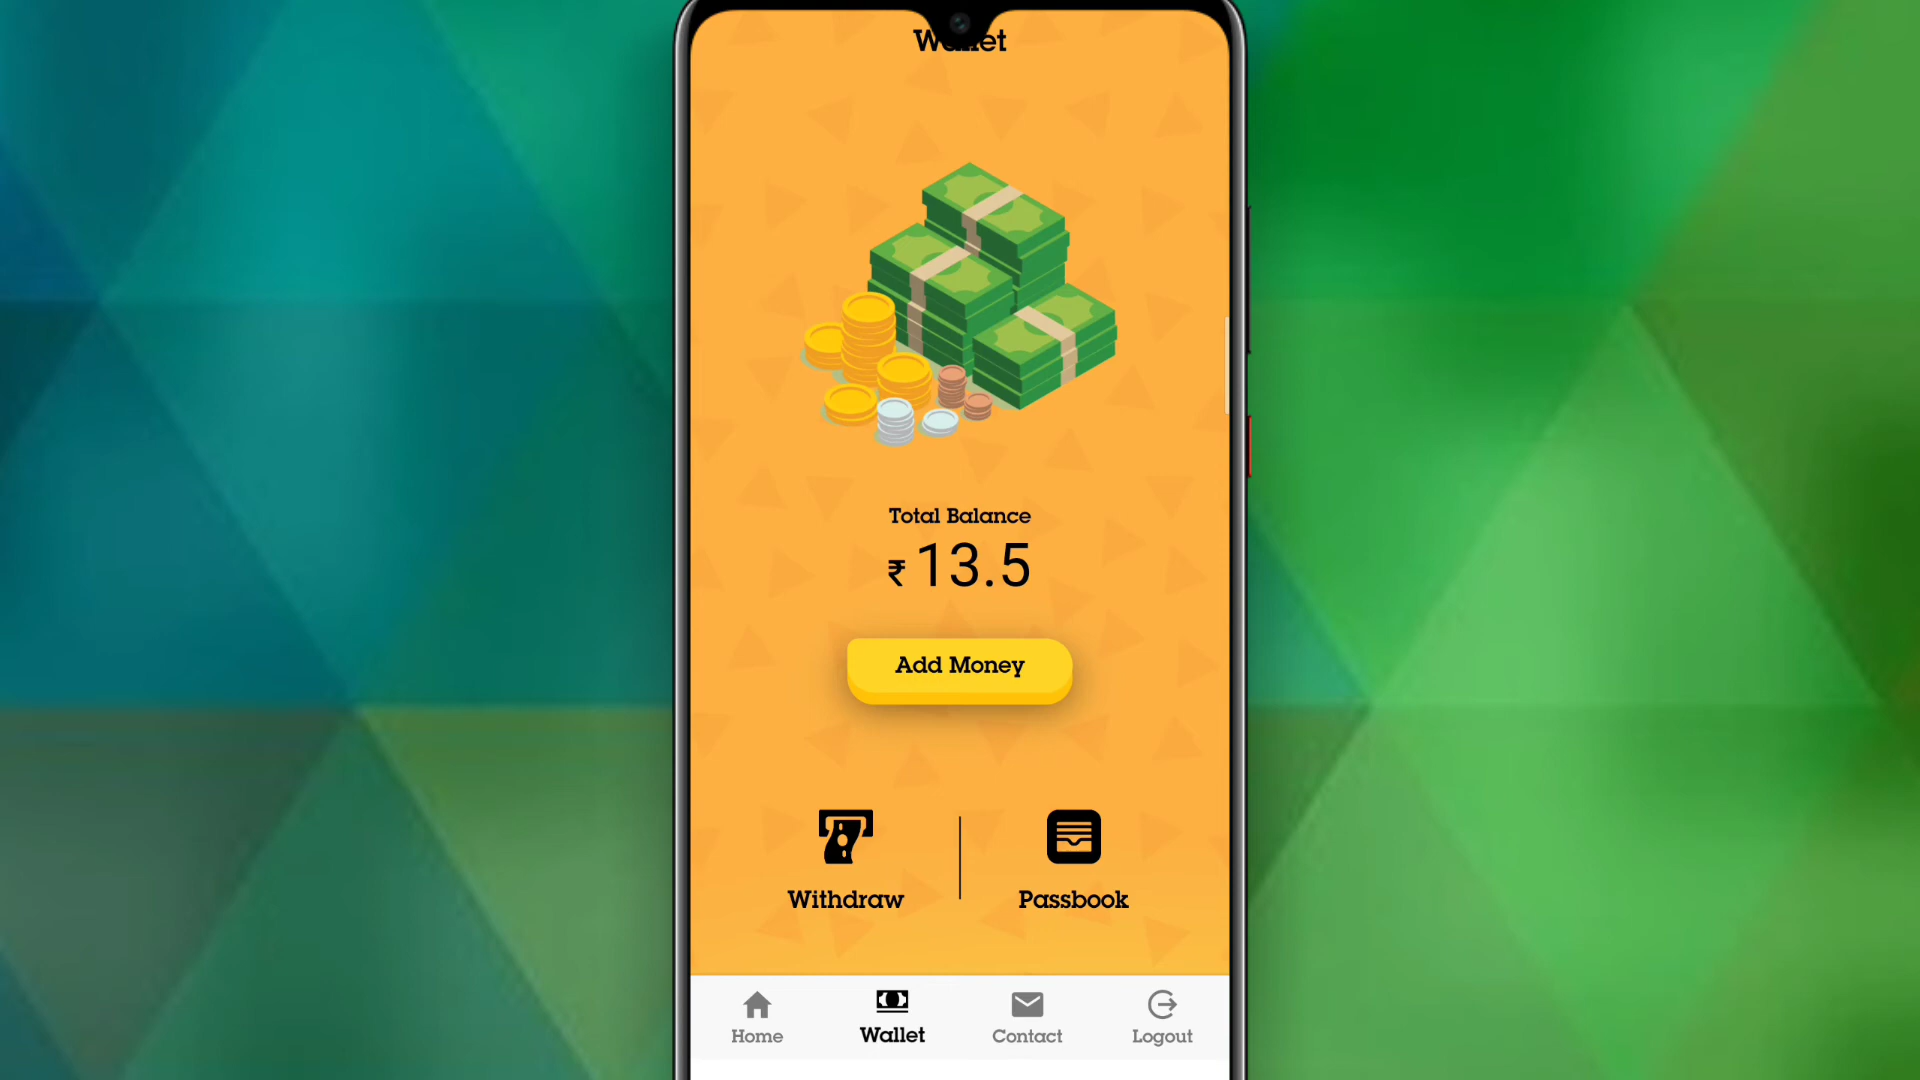 Wallet
Total Balance
₹ 13.5
Add Money
Withdraw
Passbook
Home
Wallet
Contact
Logout